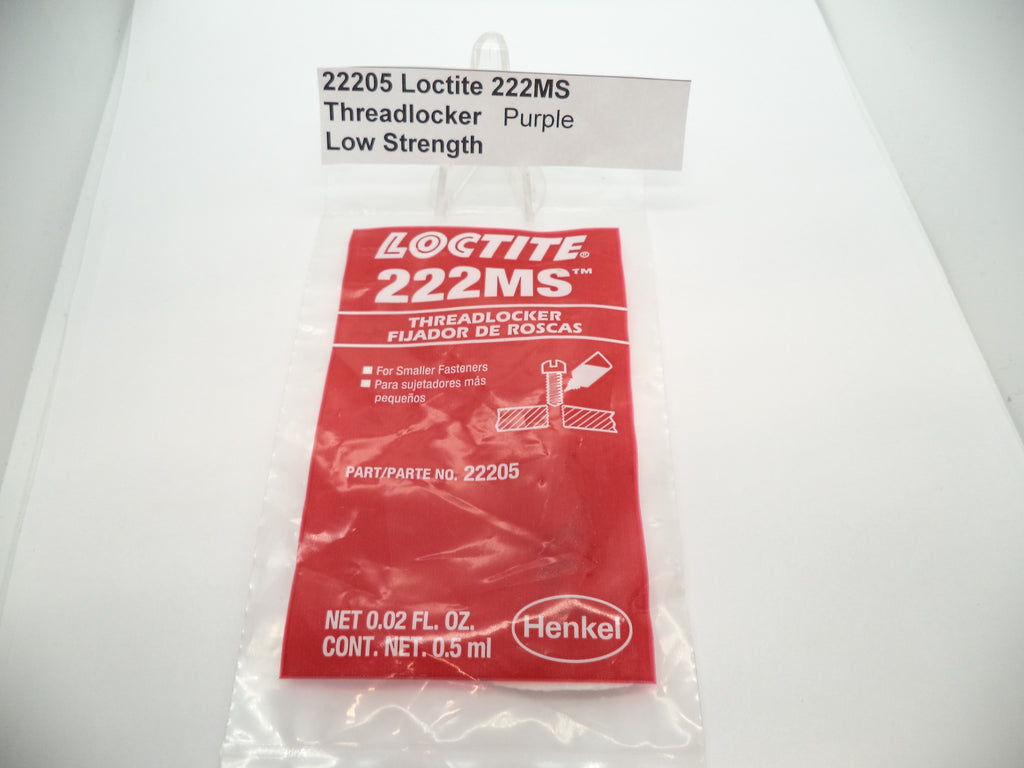 22205 Loctite 222MS
Threadlocker Purple
Low Strength
LOCTITE®
222MS™
THREADLOCKER
FIJADOR DE ROSCAS
For Smaller Fasteners
Para sujetadores más
pequeños
PART/PARTE NO. 22205
NET 0.02 FL. OZ.
CONT. NET. 0.5 ml
Henkel